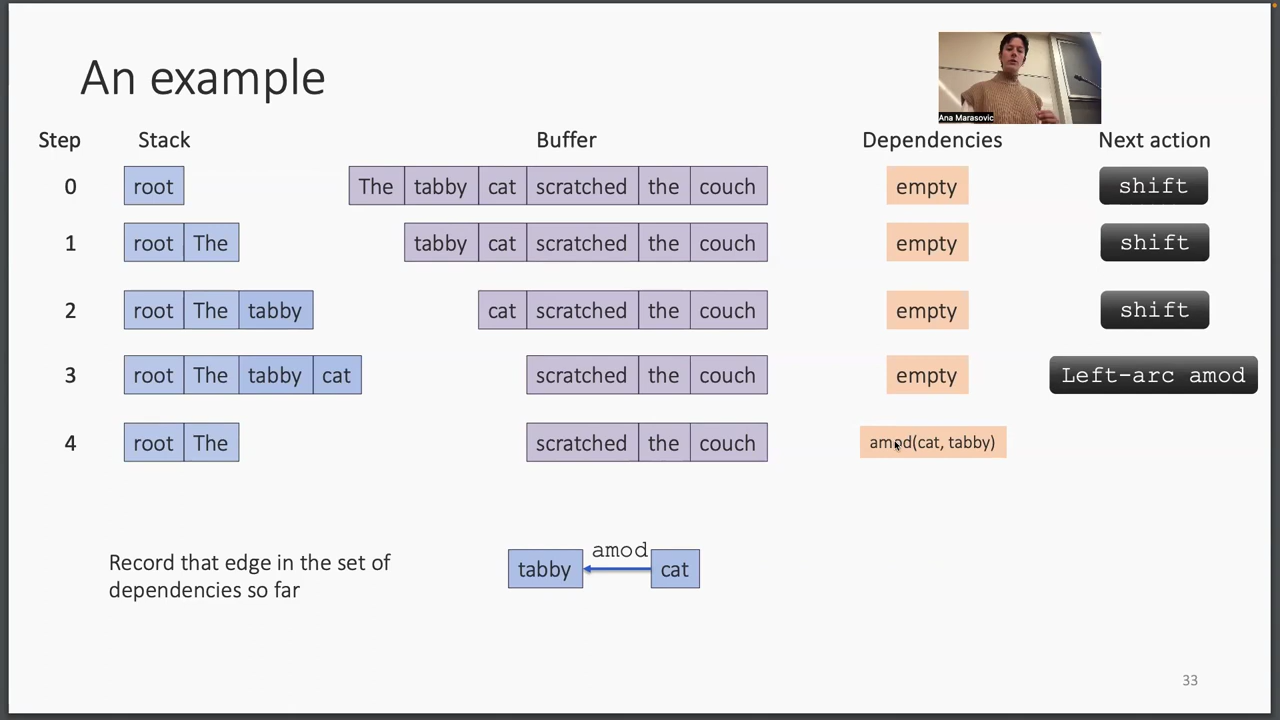 An example
Ana Marasovic
Step Stack Buffer Dependencies Next action
0 root The tabby cat scratched the couch empty shift
1 root The tabby cat scratched the couch empty shift
2 root The tabby cat scratched the couch empty shift
3 root The tabby cat scratched the couch empty Left-arc amod
4 root The scratched the couch amod(cat, tabby)
Record that edge in the set of
dependencies so far
amod
tabby cat
33